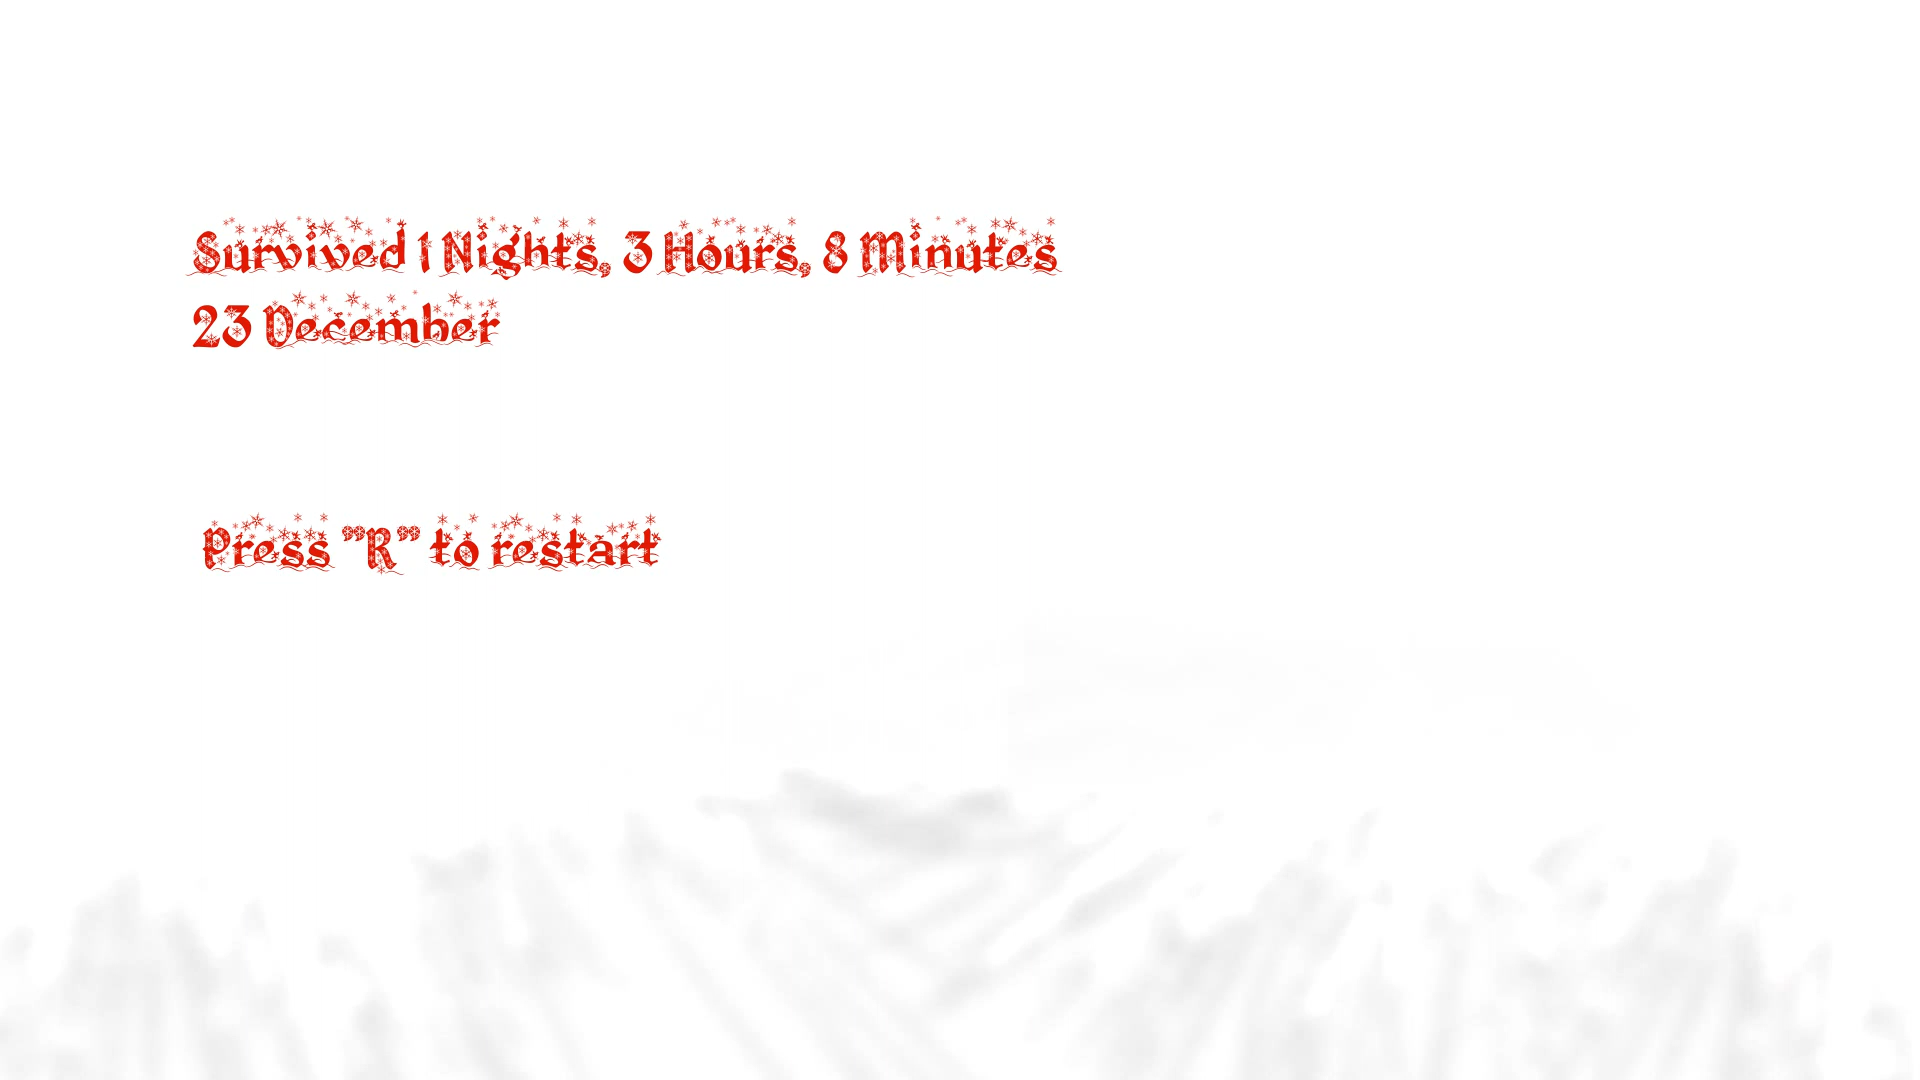 Survived 1 Nights, 3 Hours, 8 Minutes
23 December
Press "R" to restart